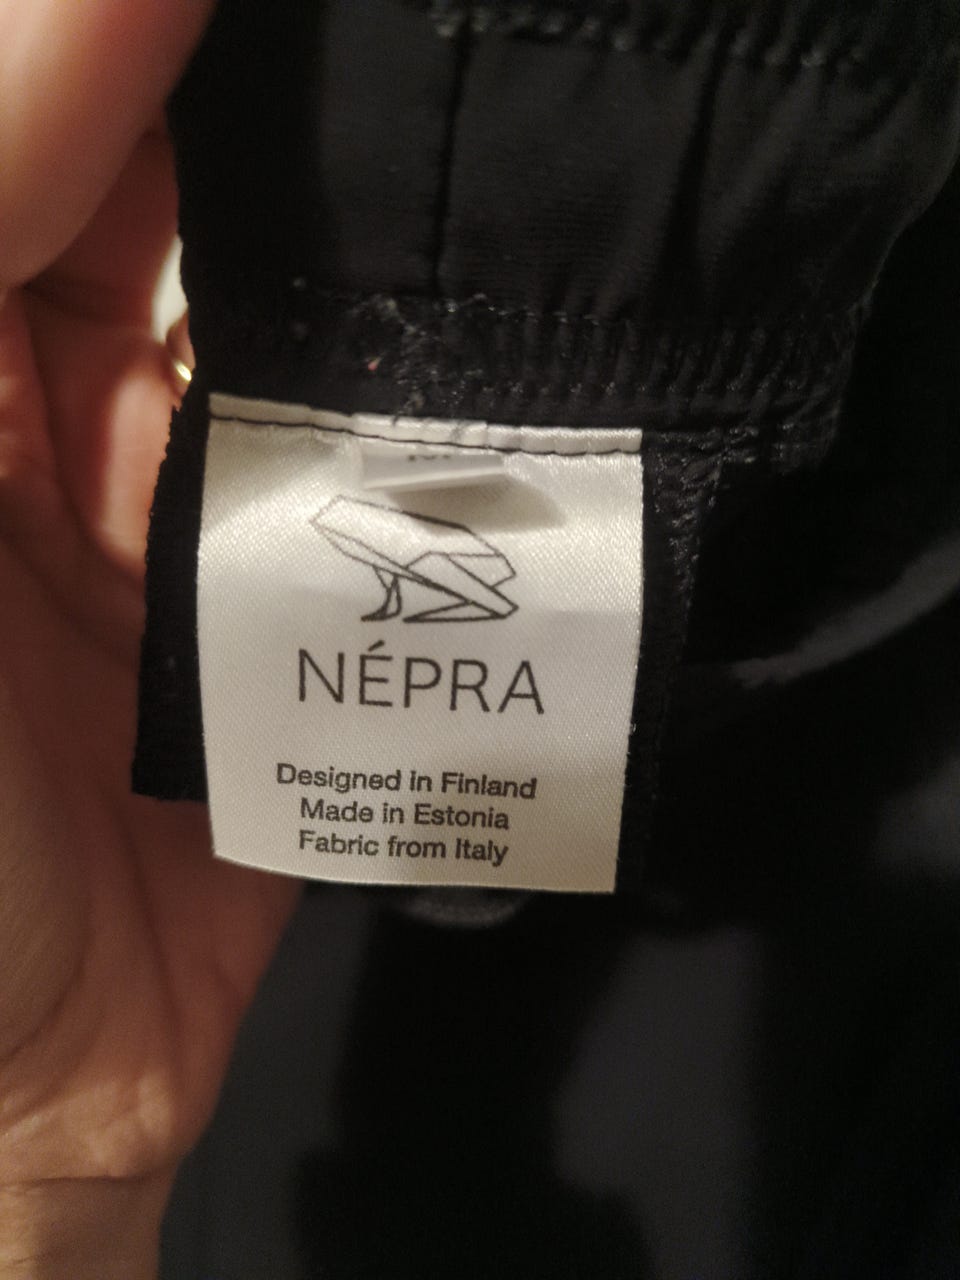 NÉPRA
Designed in Finland
Made in Estonia
Fabric from Italy